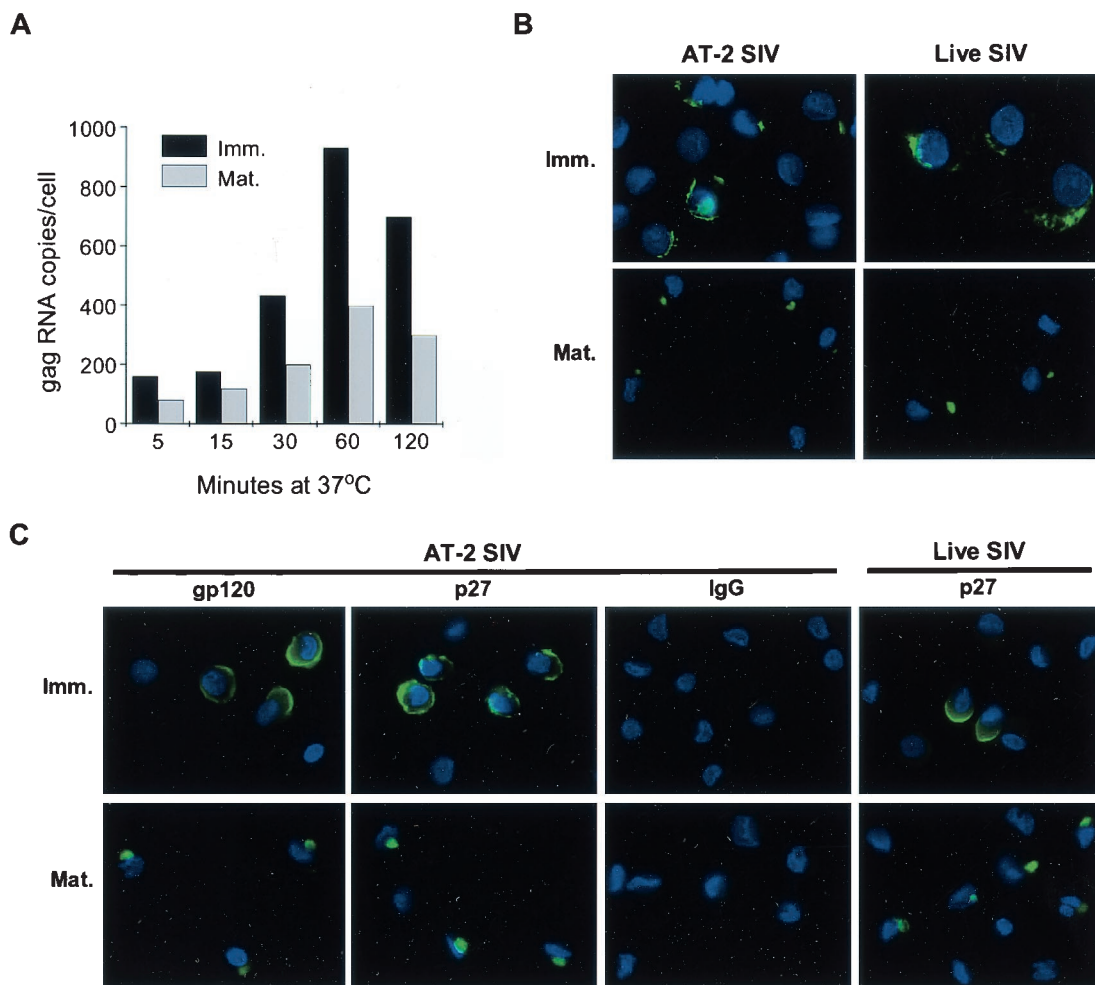 A
1000
800
600
400
200
0
gag RNA copies/cell
Imm.
Mat.
5 15 30 60 120
Minutes at 37°C
B
AT-2 SIV Live SIV
Imm.
Mat.
C
AT-2 SIV Live SIV
gp120 p27 IgG p27
Imm.
Mat.